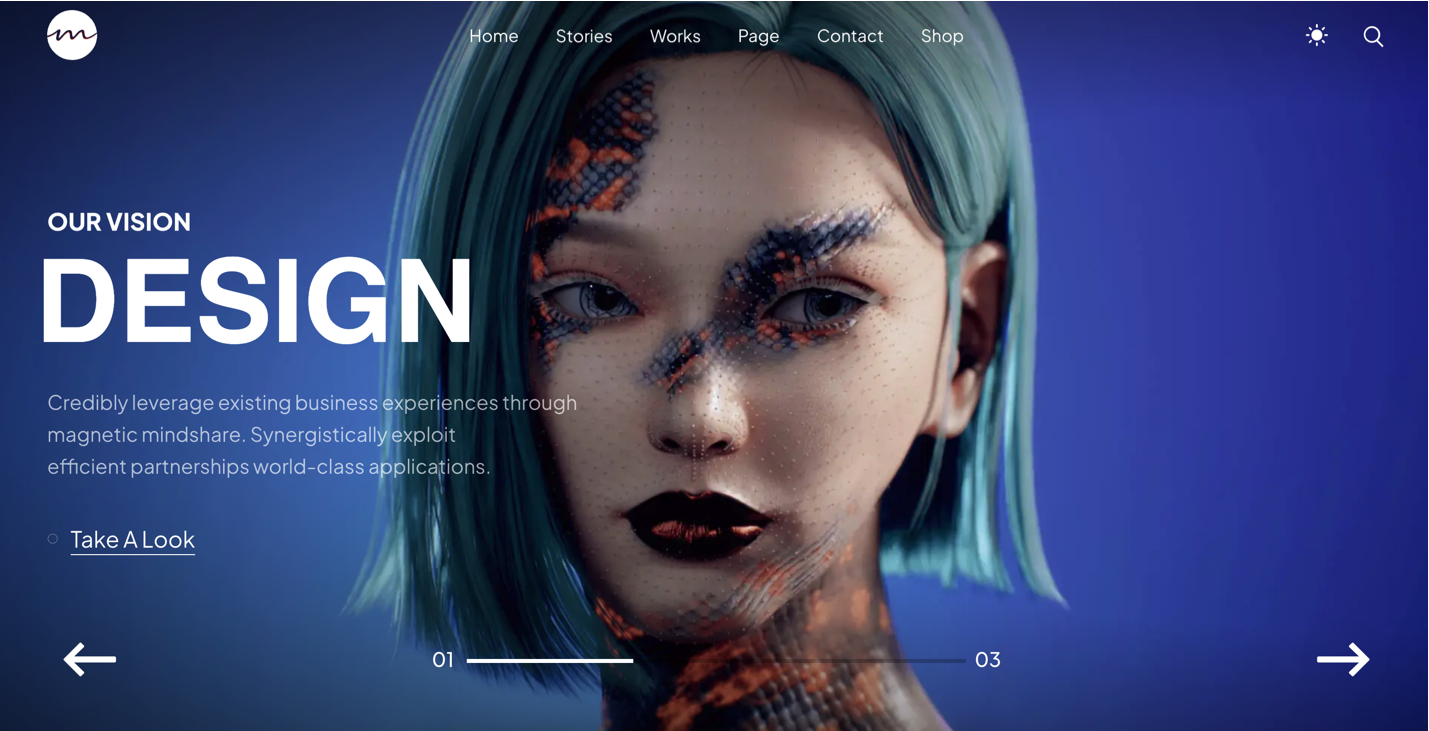 m
Home Stories Works Page Contact Shop
OUR VISION
DESIGN
Credibly leverage existing business experiences through
magnetic mindshare. Synergistically exploit
efficient partnerships world-class applications.
Take A Look
01 03